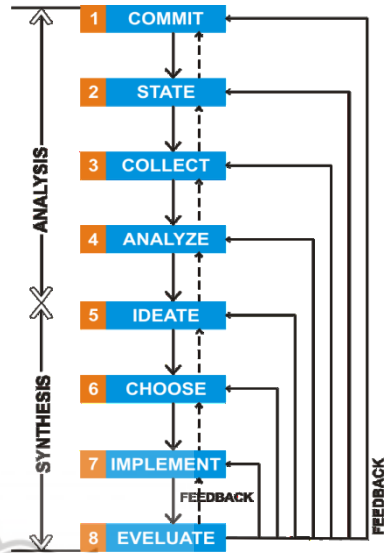 1 COMMIT
2 STATE
3 COLLECT
4 ANALYZE
5 IDEATE
6 CHOOSE
7 IMPLEMENT
8 EVELUATE
ANALYSIS
SYNTHESIS
FEEDBACK
FEEDBACK